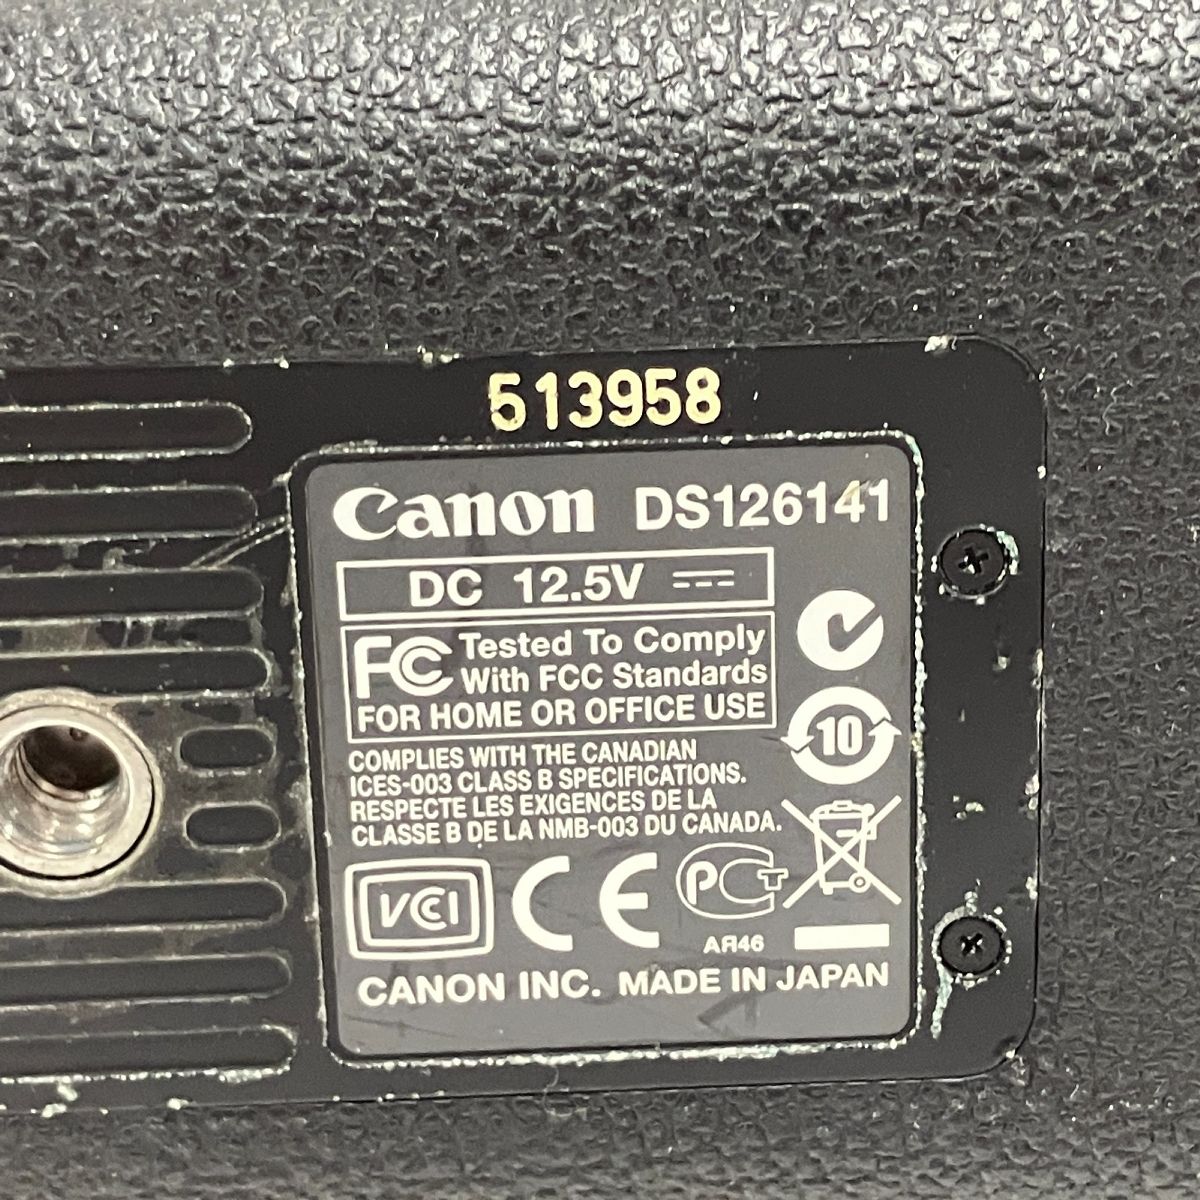 513958
Canon DS126141
DC 12.5V
FC Tested To Comply
With FCC Standards
FOR HOME OR OFFICE USE
10
COMPLIES WITH THE CANADIAN
ICES-003 CLASS B SPECIFICATIONS.
RESPECTE LES EXIGENCES DE LA
CLASSE B DE LA NMB-003 DU CANADA.
VCCI CE PCT
АЯ46
CANON INC. MADE IN JAPAN